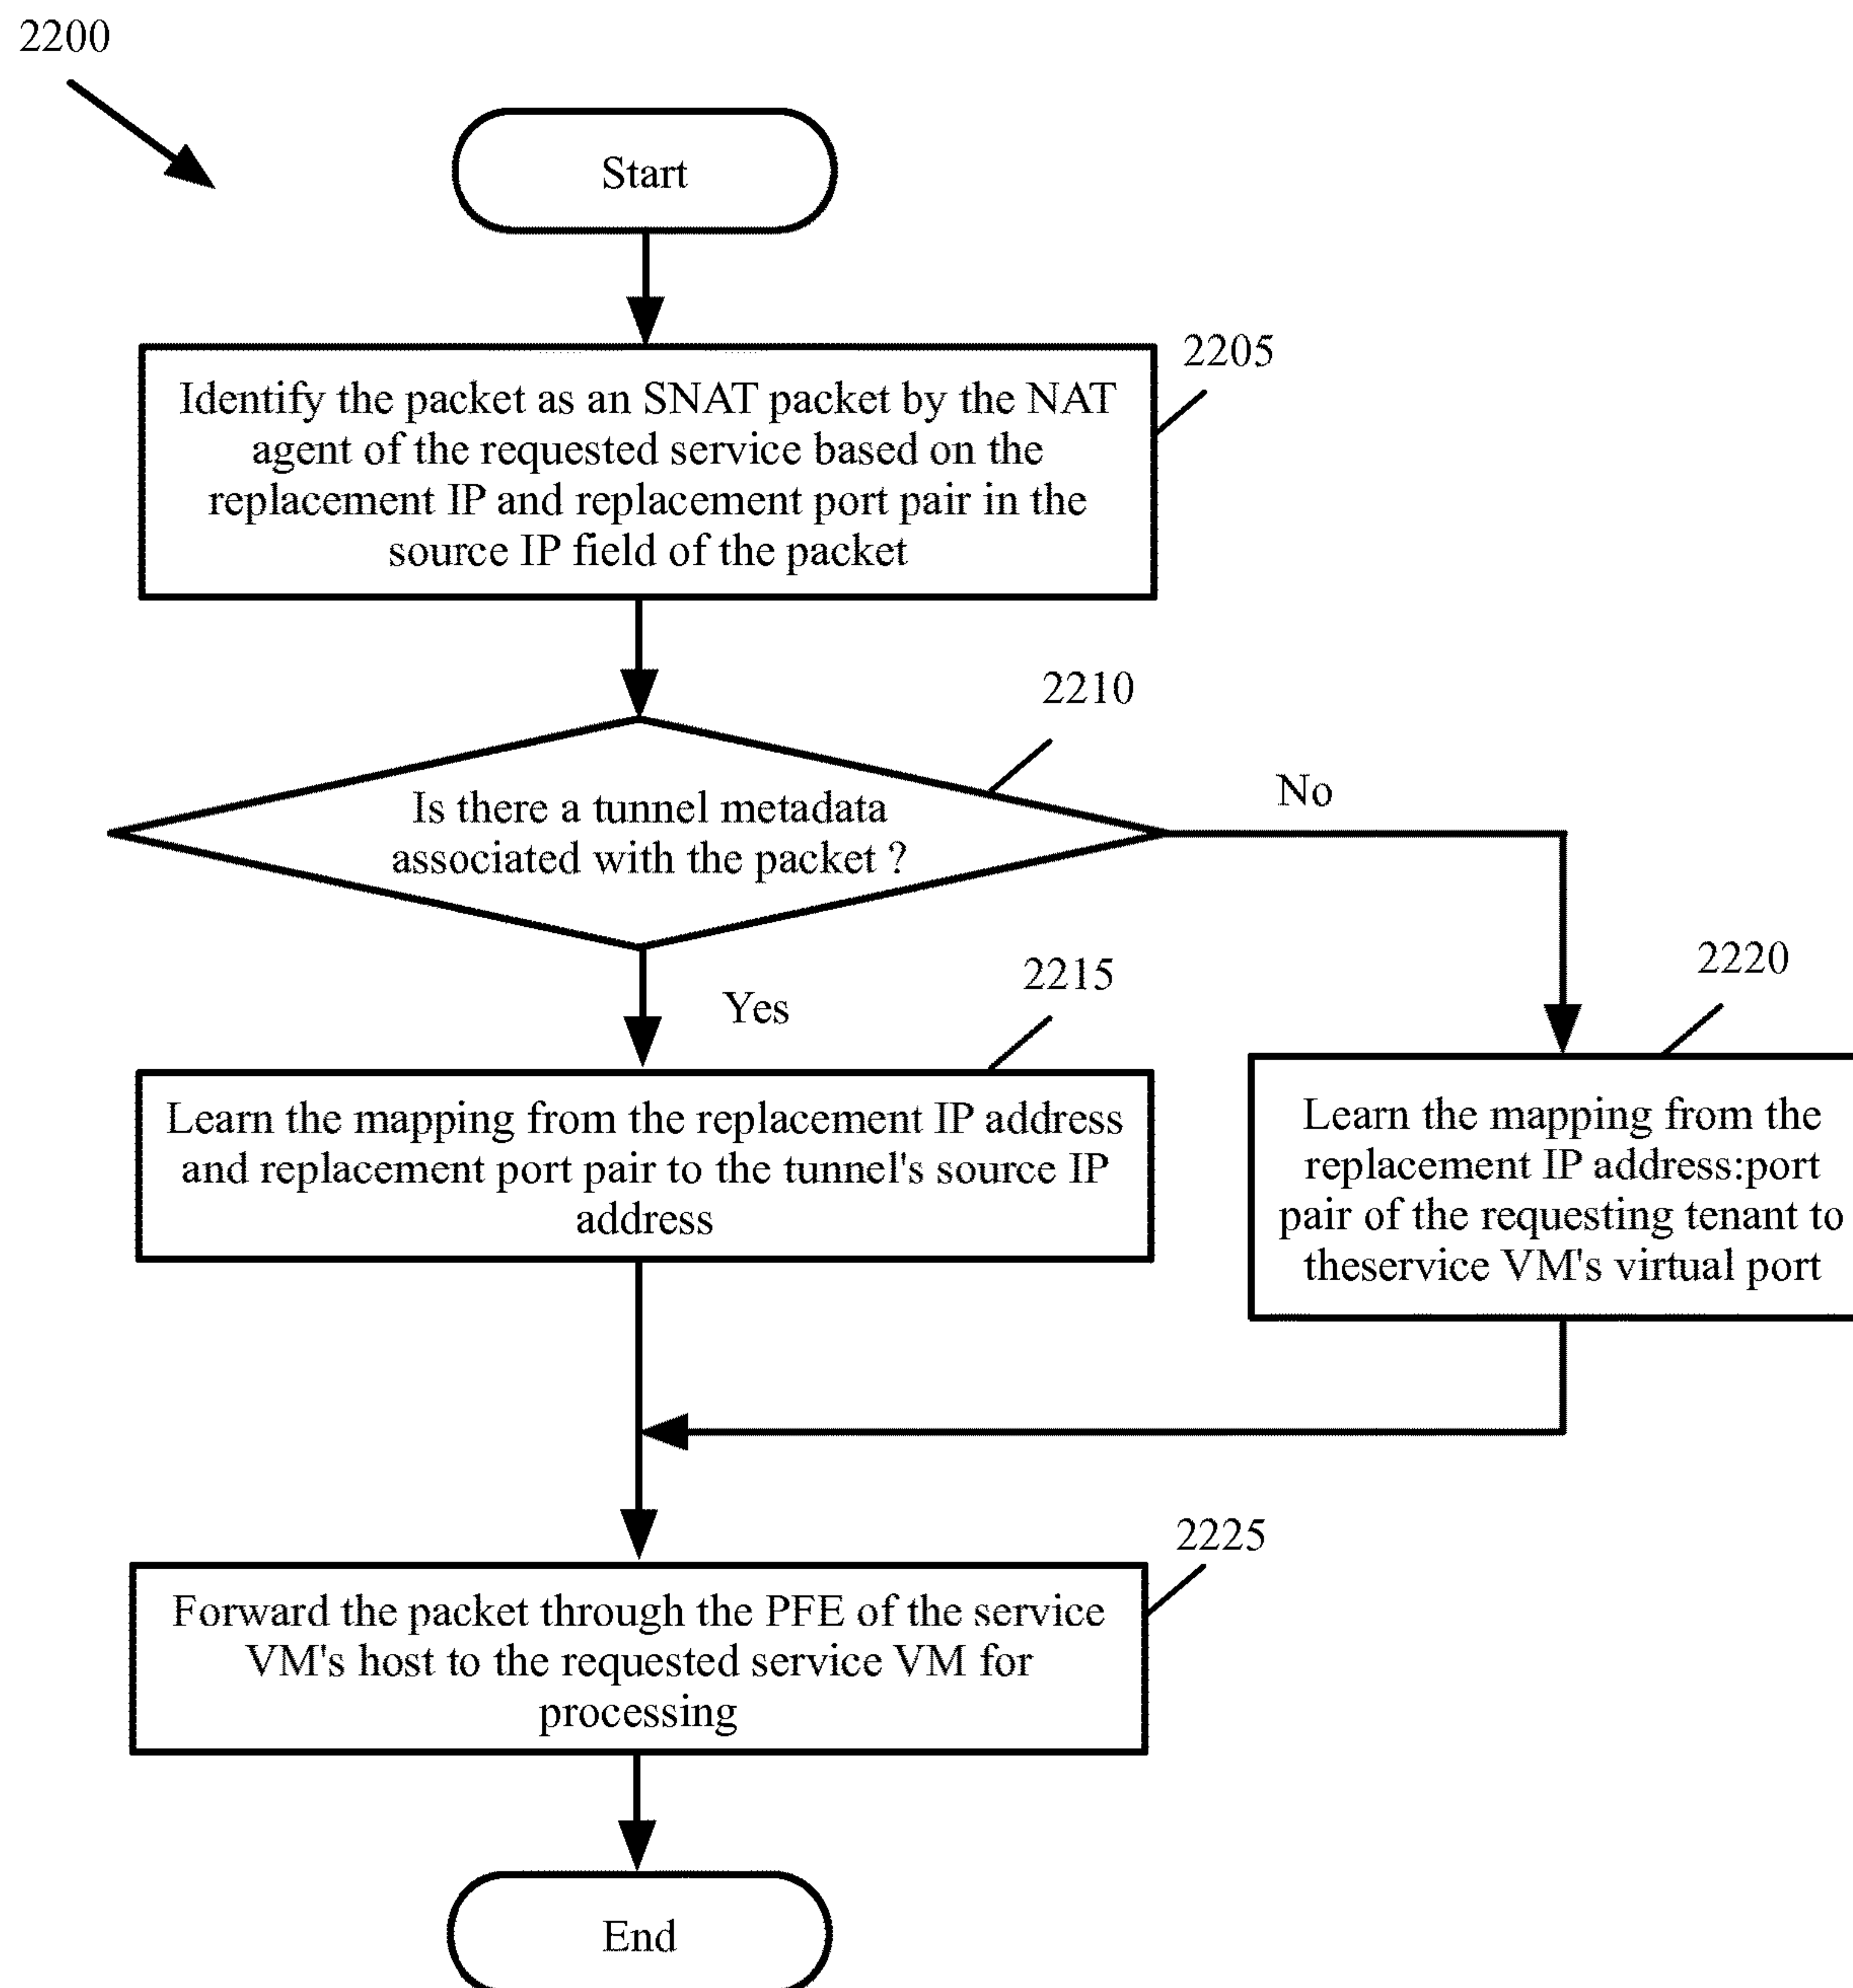 2200
Start
2205
Identify the packet as an SNAT packet by the NAT
agent of the requested service based on the
replacement IP and replacement port pair in the
source IP field of the packet
2210
Is there a tunnel metadata
associated with the packet ?
No
Yes
2215
Learn the mapping from the replacement IP address
and replacement port pair to the tunnel's source IP
address
2220
Learn the mapping from the
replacement IP address:port
pair of the requesting tenant to
theservice VM's virtual port
2225
Forward the packet through the PFE of the service
VM's host to the requested service VM for
processing
End